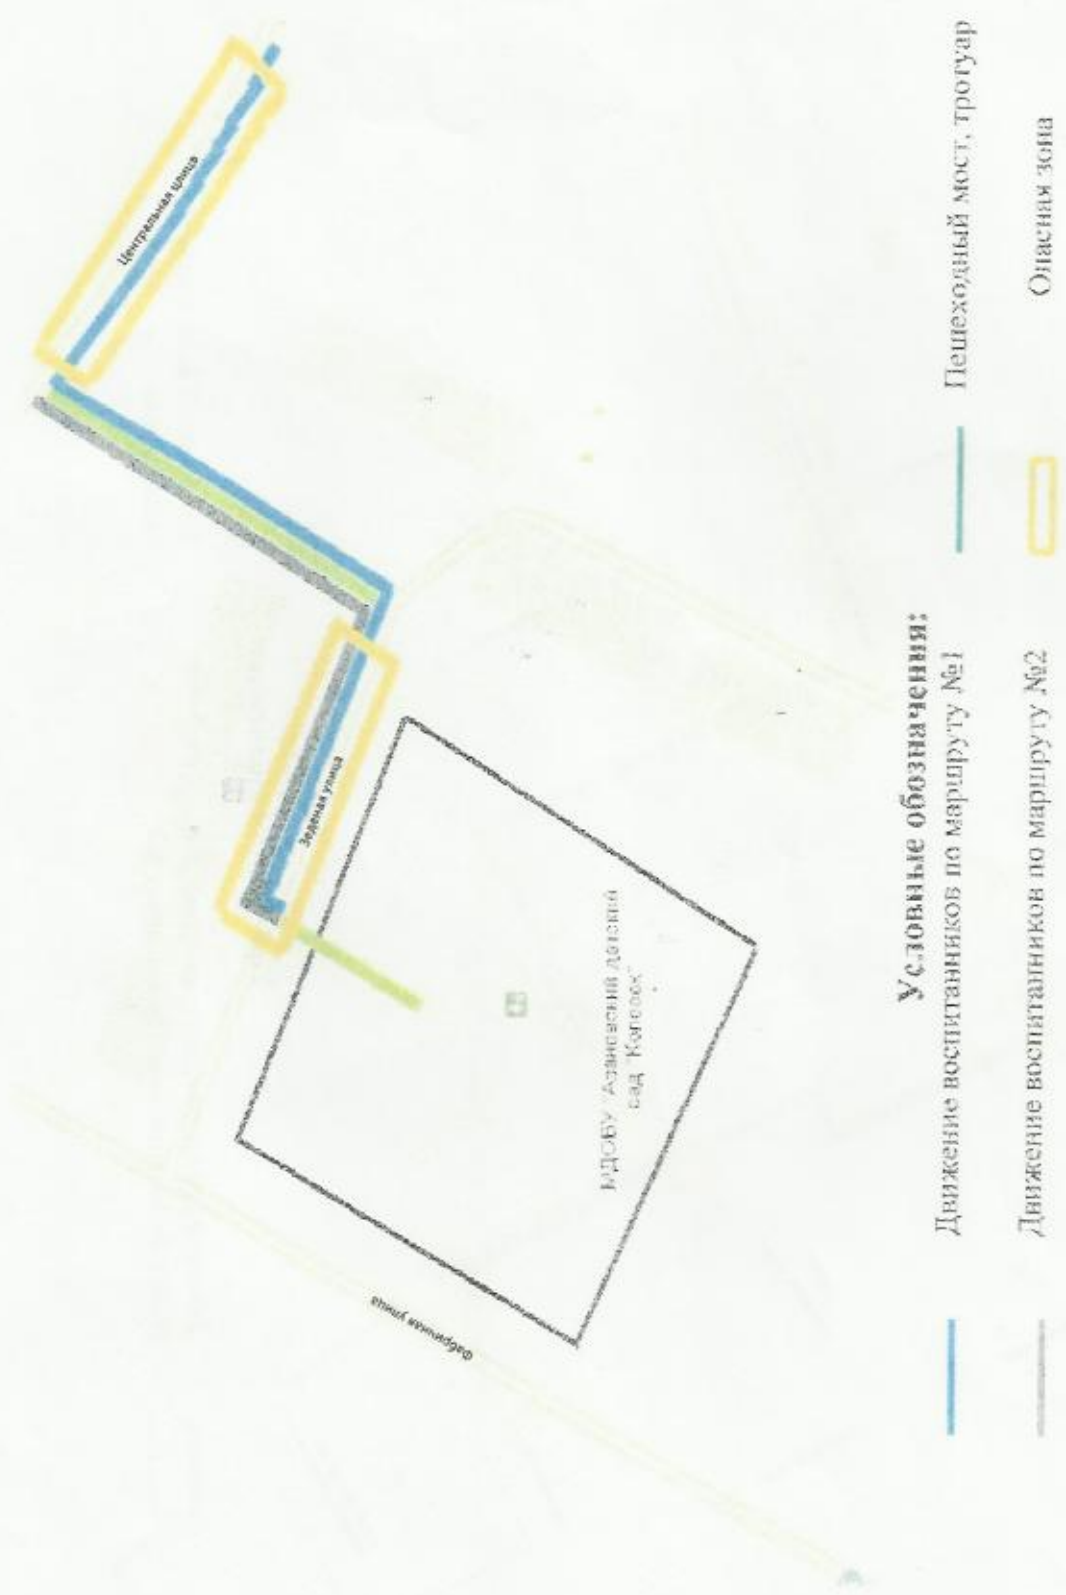 Центральная улица
Зеленая улица
Фабричная улица
МДОБУ "Агалатовский детский
сад "Колосок"
Условные обозначения:
Движение воспитанников по маршруту №1
Пешеходный мост, тротуар
Движение воспитанников по маршруту №2
Опасная зона